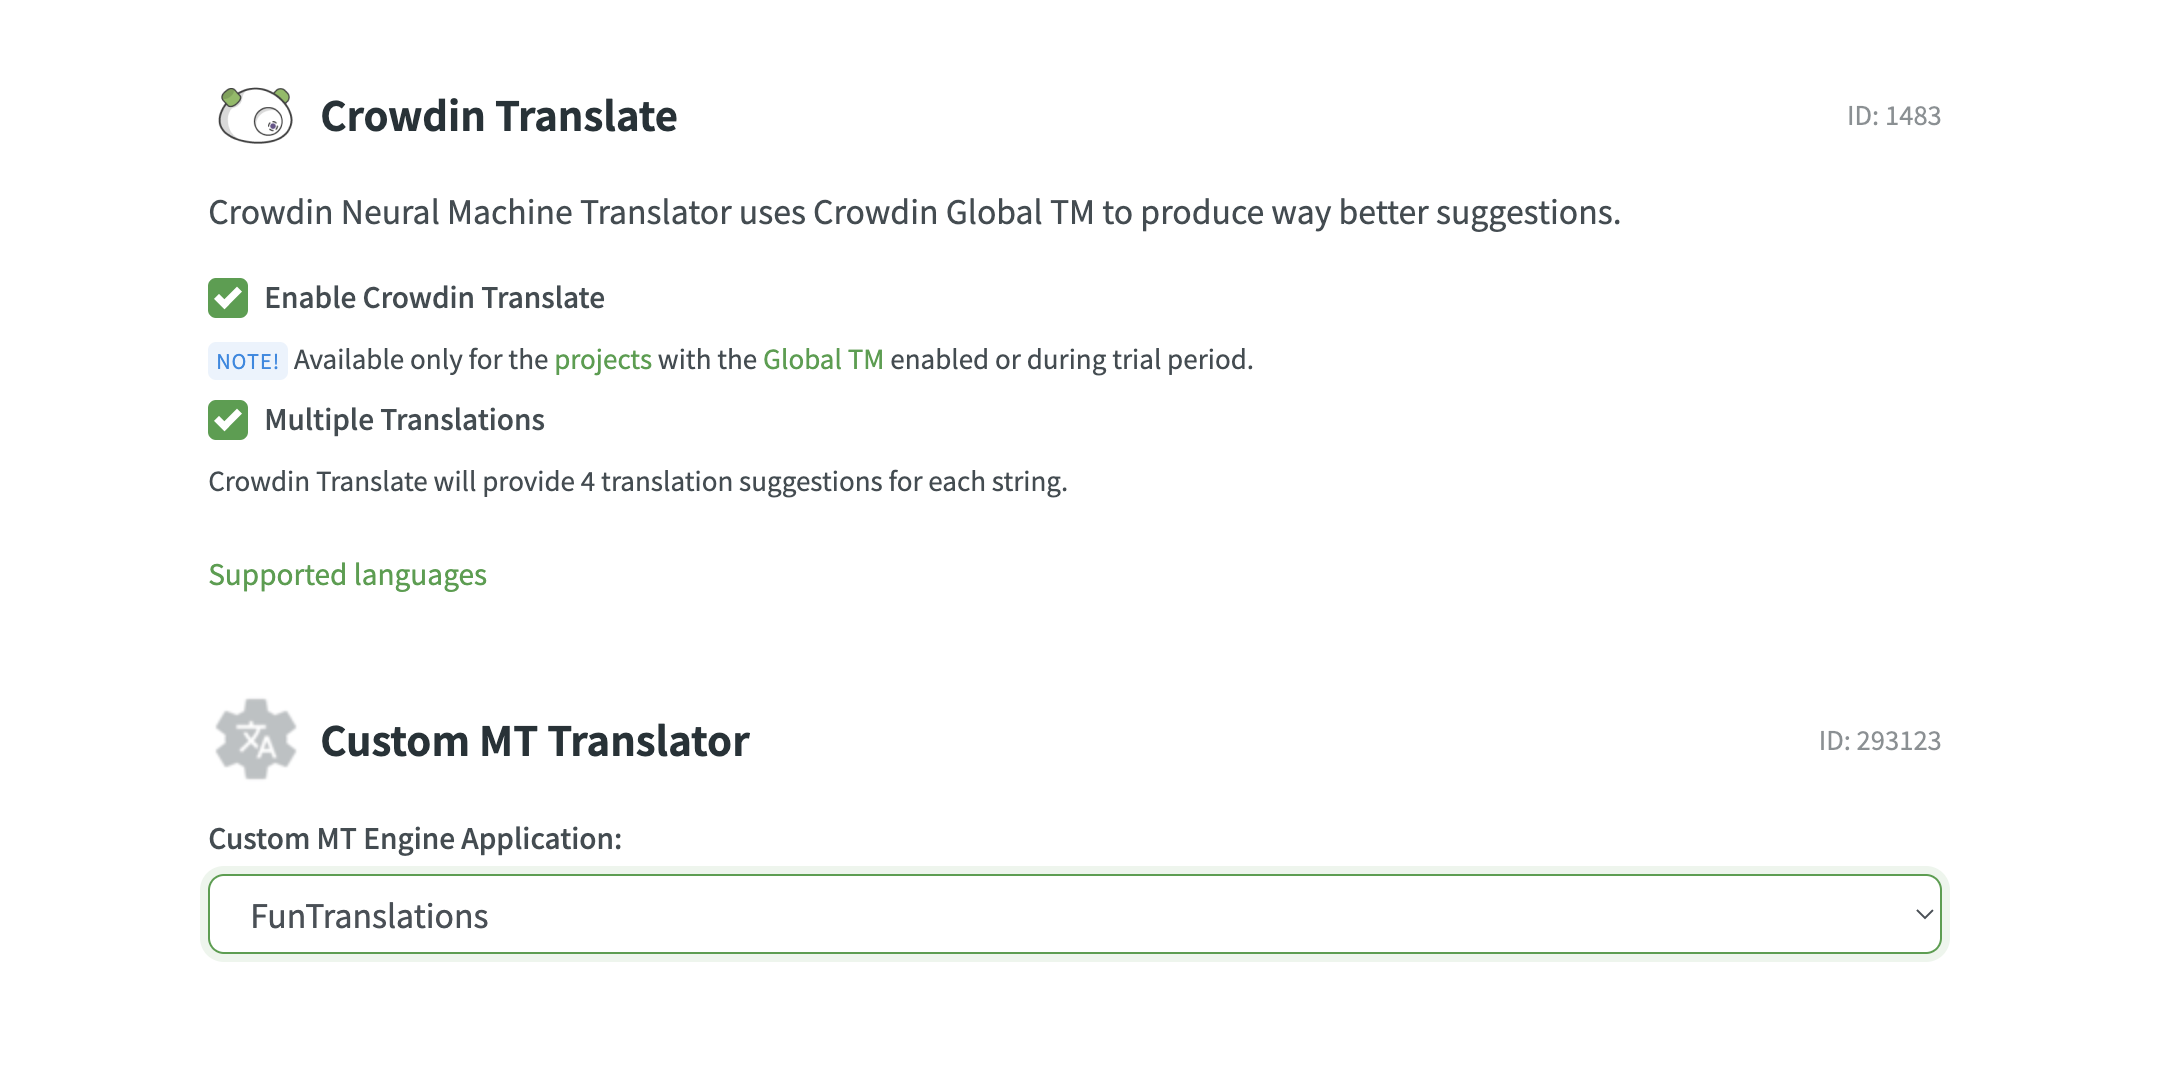 Crowdin Translate
ID: 1483
Crowdin Neural Machine Translator uses Crowdin Global TM to produce way better suggestions.
Enable Crowdin Translate
NOTE! Available only for the projects with the Global TM enabled or during trial period.
Multiple Translations
Crowdin Translate will provide 4 translation suggestions for each string.
Supported languages
文A
Custom MT Translator
ID: 293123
Custom MT Engine Application:
FunTranslations